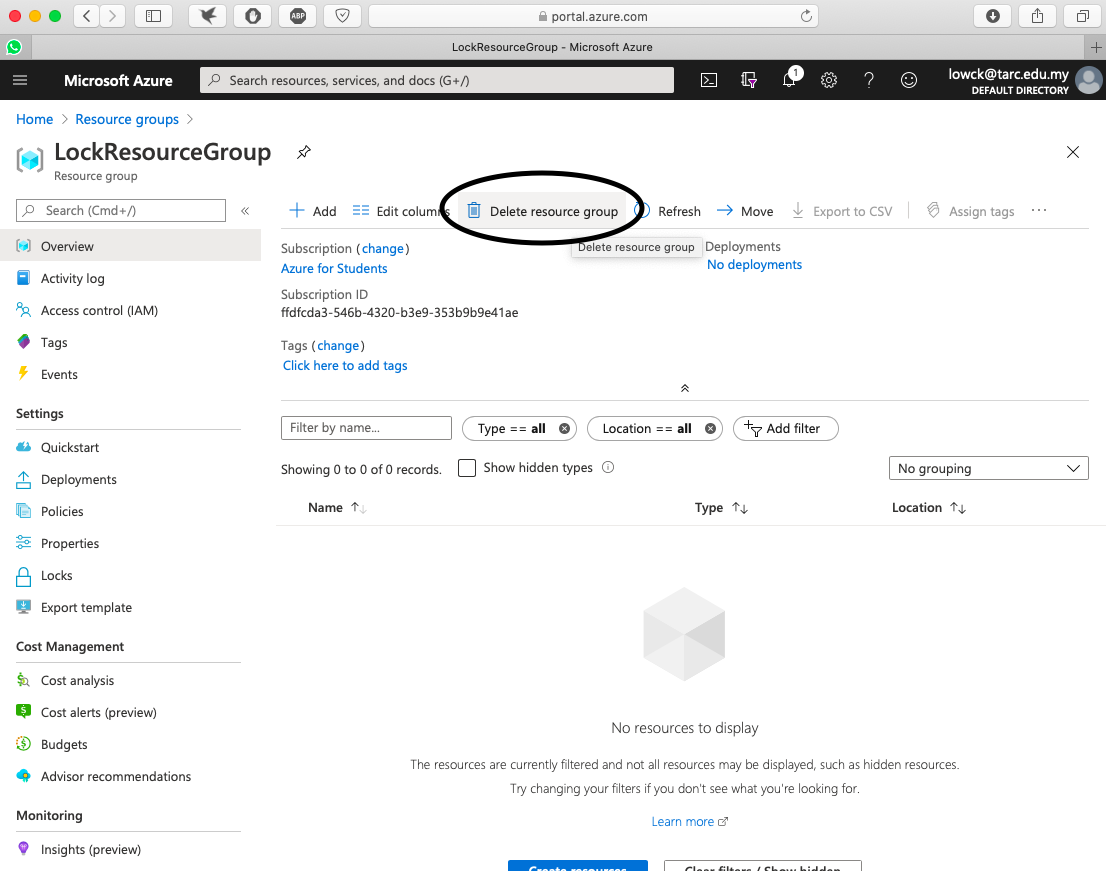 ABP
portal.azure.com
LockResourceGroup - Microsoft Azure
Microsoft Azure
Search resources, services, and docs (G+/)
1
lowck@tarc.edu.my
DEFAULT DIRECTORY
Home > Resource groups >
LockResourceGroup
Resource group
Search (Cmd+/)
«
Overview
Activity log
Access control (IAM)
Tags
Events
Settings
Quickstart
Deployments
Policies
Properties
Locks
Export template
Cost Management
Cost analysis
Cost alerts (preview)
Budgets
Advisor recommendations
Monitoring
Insights (preview)
Add Edit columns Delete resource group Refresh Move Export to CSV Assign tags ...
Delete resource group
Subscription (change)
Azure for Students
Deployments
No deployments
Subscription ID
ffdfcda3-546b-4320-b3e9-353b9b9e41ae
Tags (change)
Click here to add tags
Filter by name... Type == all Location == all Add filter
Showing 0 to 0 of 0 records. Show hidden types No grouping
Name Type Location
No resources to display
The resources are currently filtered and not all resources may be displayed, such as hidden resources.
Try changing your filters if you don't see what you're looking for.
Learn more
Create resources Clear filters / Show hidden